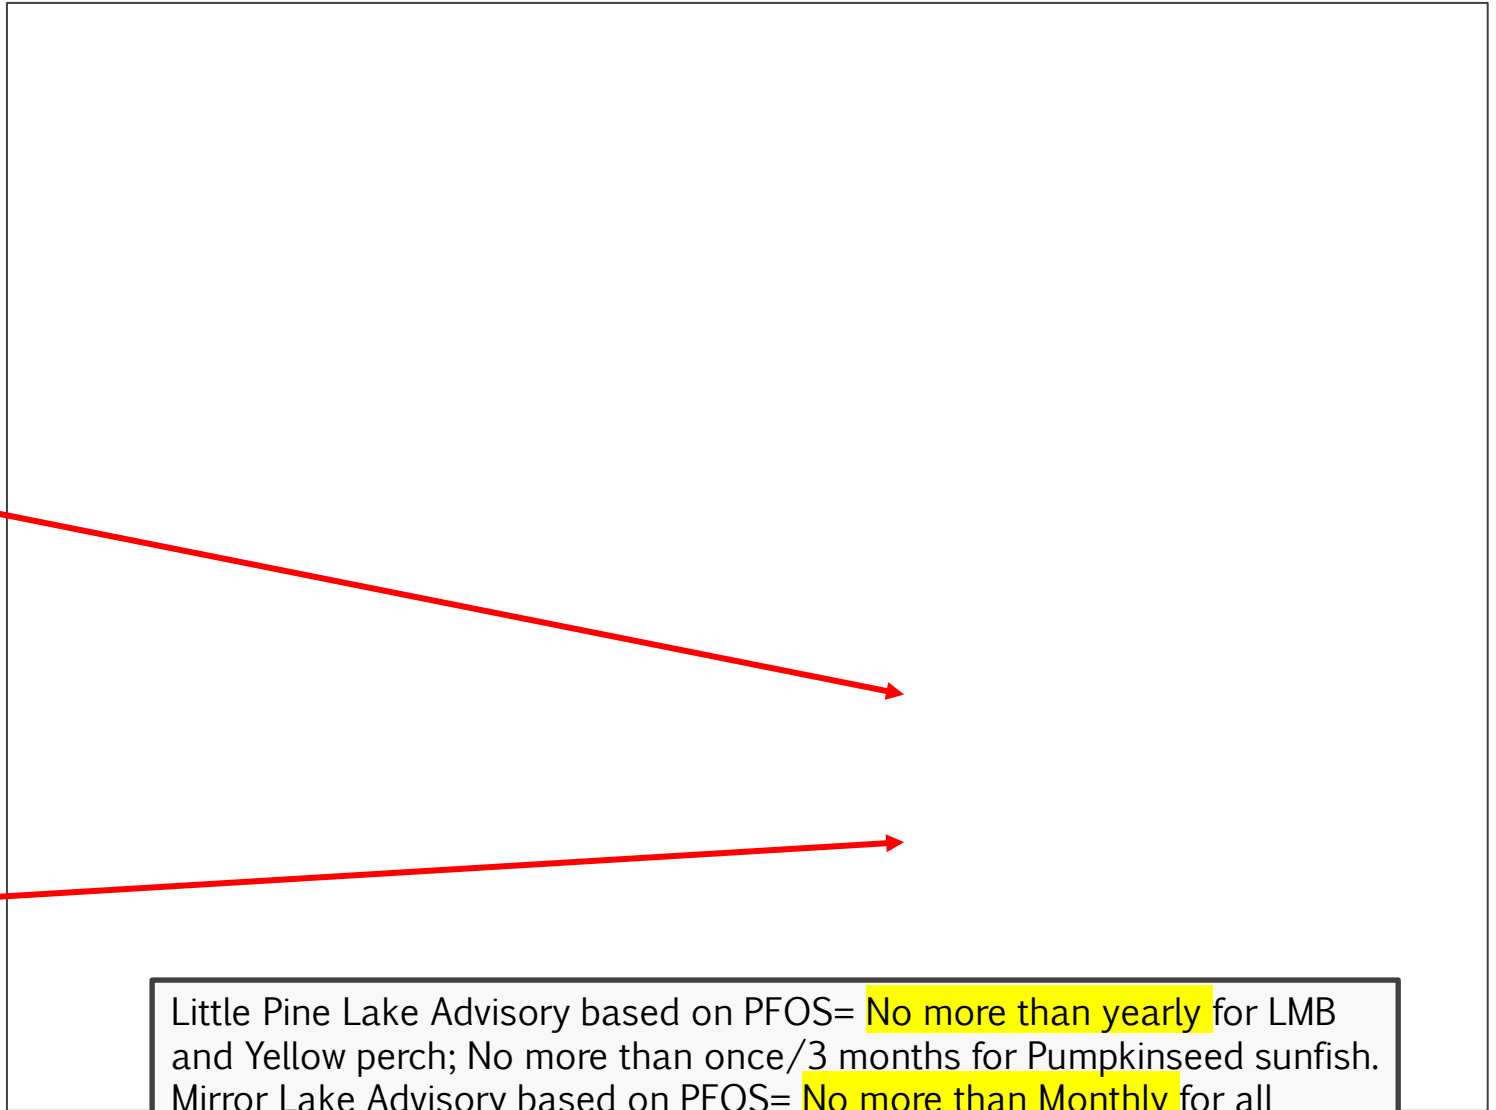 Little Pine Lake Advisory based on PFOS= No more than yearly for LMB
and Yellow perch; No more than once/3 months for Pumpkinseed sunfish.
Mirror Lake Advisory based on PFOS= No more than Monthly for all